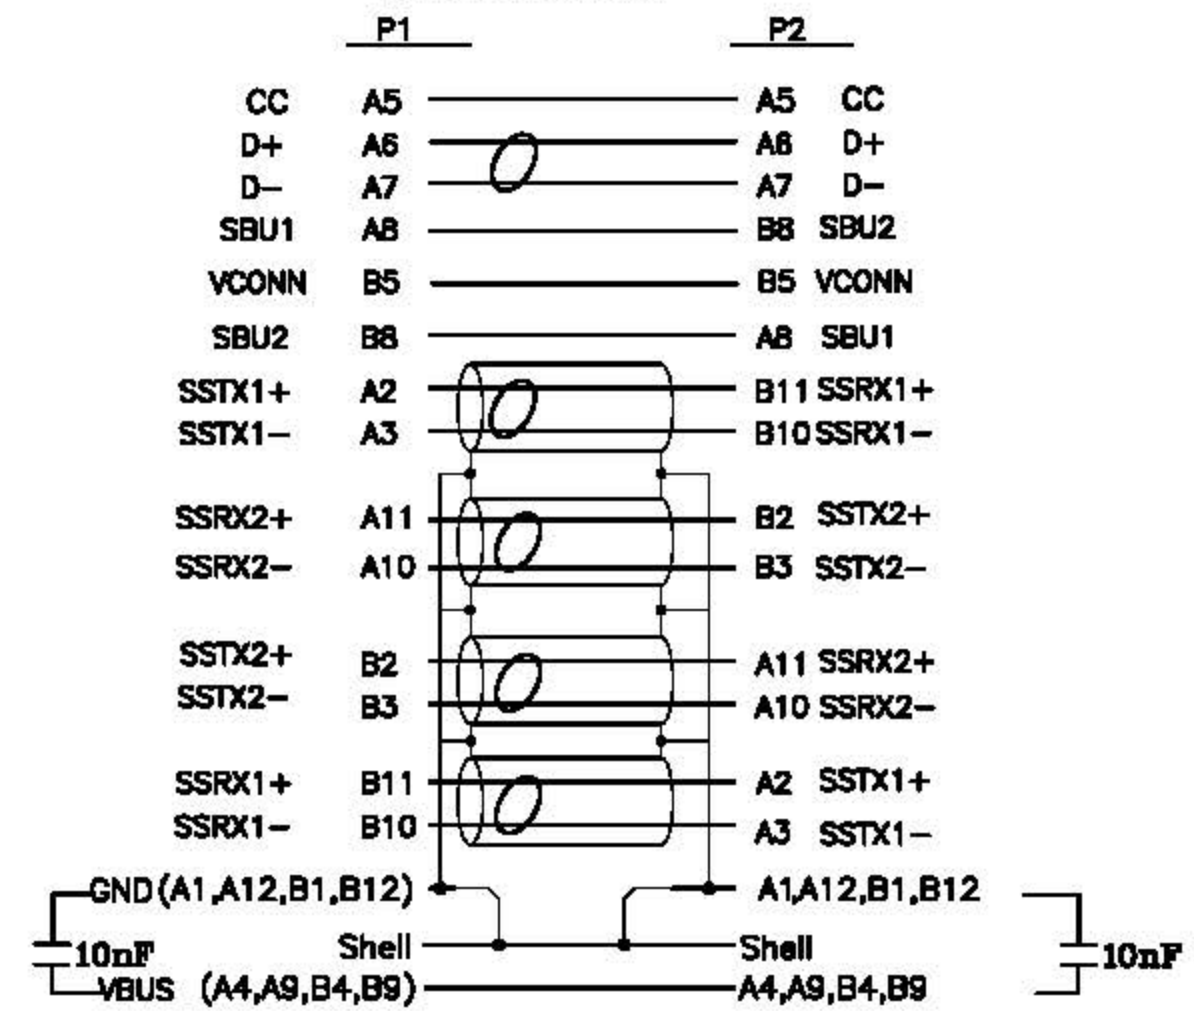 P1 P2
CC A5 A5 CC
D+ A6 A6 D+
D- A7 A7 D-
SBU1 A8 B8 SBU2
VCONN B5 B5 VCONN
SBU2 B8 A8 SBU1
SSTX1+ A2 B11 SSRX1+
SSTX1- A3 B10 SSRX1-
SSRX2+ A11 B2 SSTX2+
SSRX2- A10 B3 SSTX2-
SSTX2+ B2 A11 SSRX2+
SSTX2- B3 A10 SSRX2-
SSRX1+ B11 A2 SSTX1+
SSRX1- B10 A3 SSTX1-
GND (A1,A12,B1,B12) A1,A12,B1,B12
10nF Shell Shell 10nF
VBUS (A4,A9,B4,B9) A4,A9,B4,B9